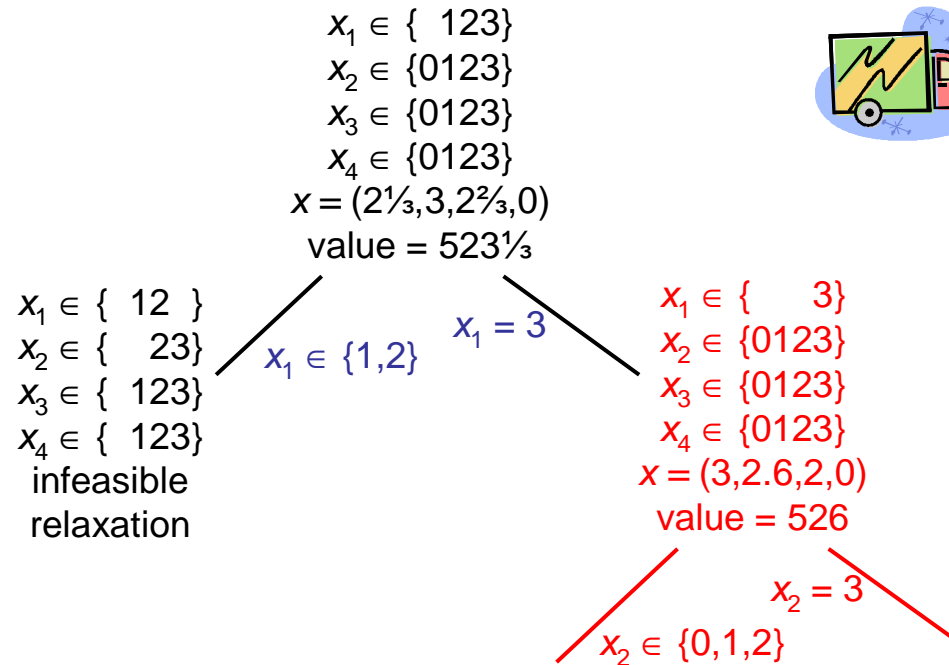 x₁ ∈ {  123}
x₂ ∈ {0123}
x₃ ∈ {0123}
x₄ ∈ {0123}
x = (2⅓,3,2⅔,0)
value = 523⅓
x₁ ∈ {1,2}
x₁ = 3
x₁ ∈ {  12  }
x₂ ∈ {    23}
x₃ ∈ {  123}
x₄ ∈ {  123}
infeasible
relaxation
x₁ ∈ {      3}
x₂ ∈ {0123}
x₃ ∈ {0123}
x₄ ∈ {0123}
x = (3,2.6,2,0)
value = 526
x₂ = 3
x₂ ∈ {0,1,2}